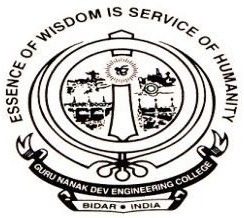 ESSENCE OF WISDOM IS SERVICE OF HUMANITY
ੴ
GURU NANAK DEV ENGINEERING COLLEGE
BIDAR • INDIA